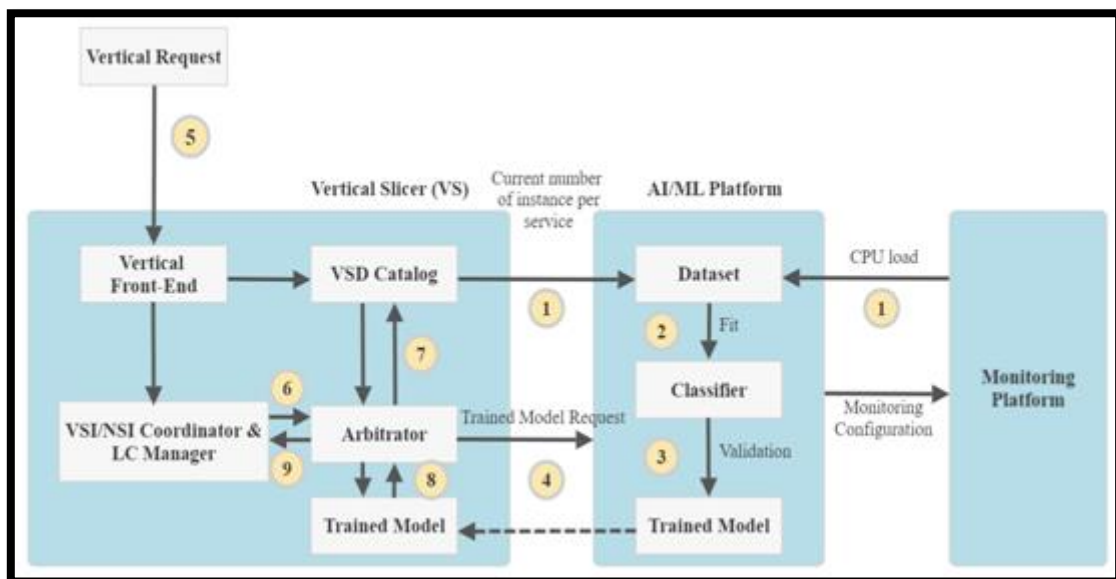 Vertical Request
5
Vertical Slicer (VS)
Current number
of instance per
service
AI/ML Platform
Vertical
Front-End
VSD Catalog
1
Dataset
CPU load
1
2
Fit
7
Classifier
Monitoring
Platform
6
VSI/NSI Coordinator &
LC Manager
9
Arbitrator
Trained Model Request
4
Monitoring
Configuration
3
Validation
8
Trained Model
Trained Model